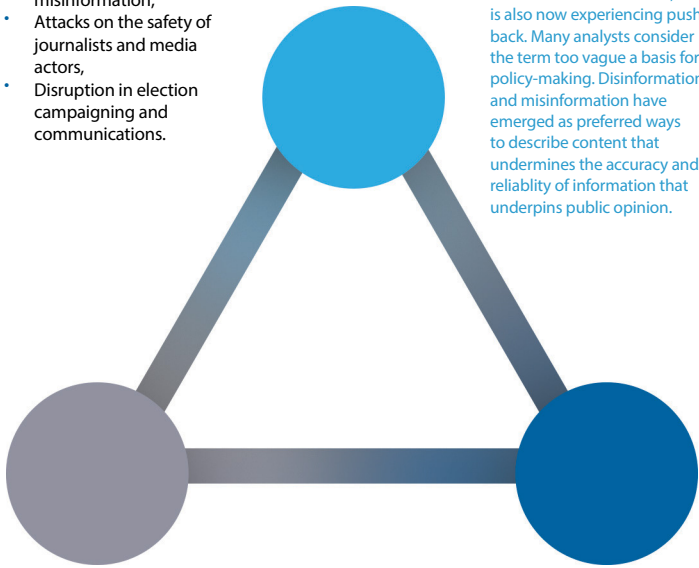 misinformation,
• Attacks on the safety of
journalists and media
actors,
• Disruption in election
campaigning and
communications.
is also now experiencing push
back. Many analysts consider
the term too vague a basis for
policy-making. Disinformation
and misinformation have
emerged as preferred ways
to describe content that
undermines the accuracy and
reliablity of information that
underpins public opinion.